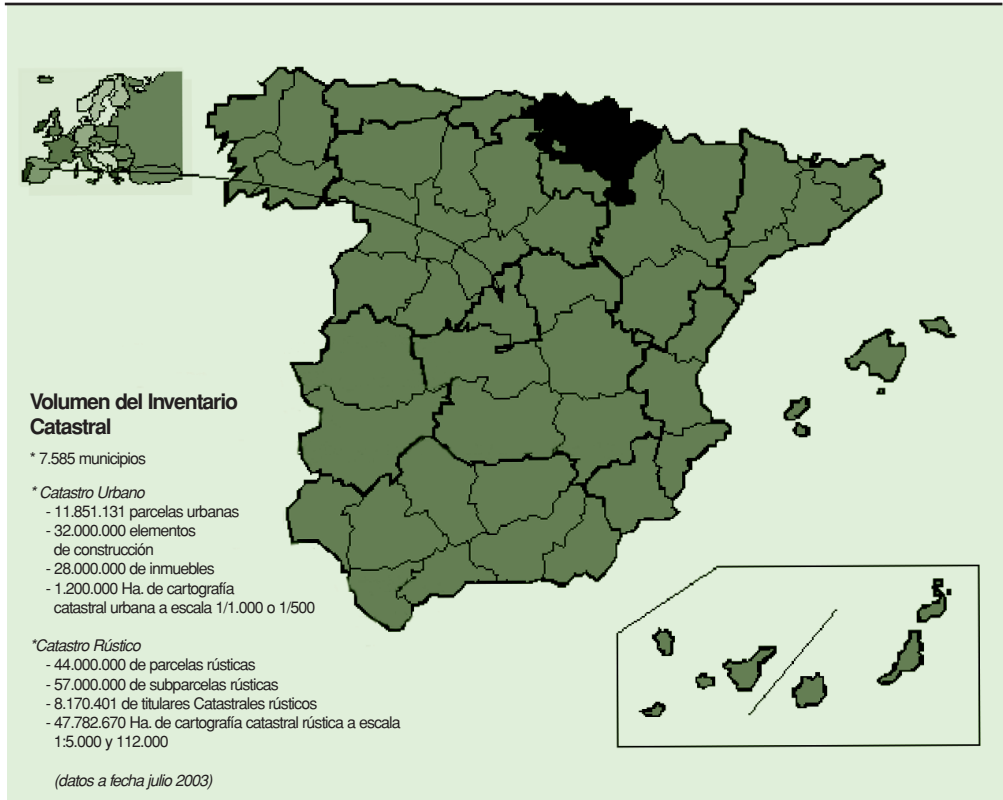 Volumen del Inventario
Catastral
* 7.585 municipios
* Catastro Urbano
- 11.851.131 parcelas urbanas
- 32.000.000 elementos
de construcción
- 28.000.000 de inmuebles
- 1.200.000 Ha. de cartografía
catastral urbana a escala 1/1.000 o 1/500
*Catastro Rústico
- 44.000.000 de parcelas rústicas
- 57.000.000 de subparcelas rústicas
- 8.170.401 de titulares Catastrales rústicos
- 47.782.670 Ha. de cartografía catastral rústica a escala
1:5.000 y 112.000
(datos a fecha julio 2003)